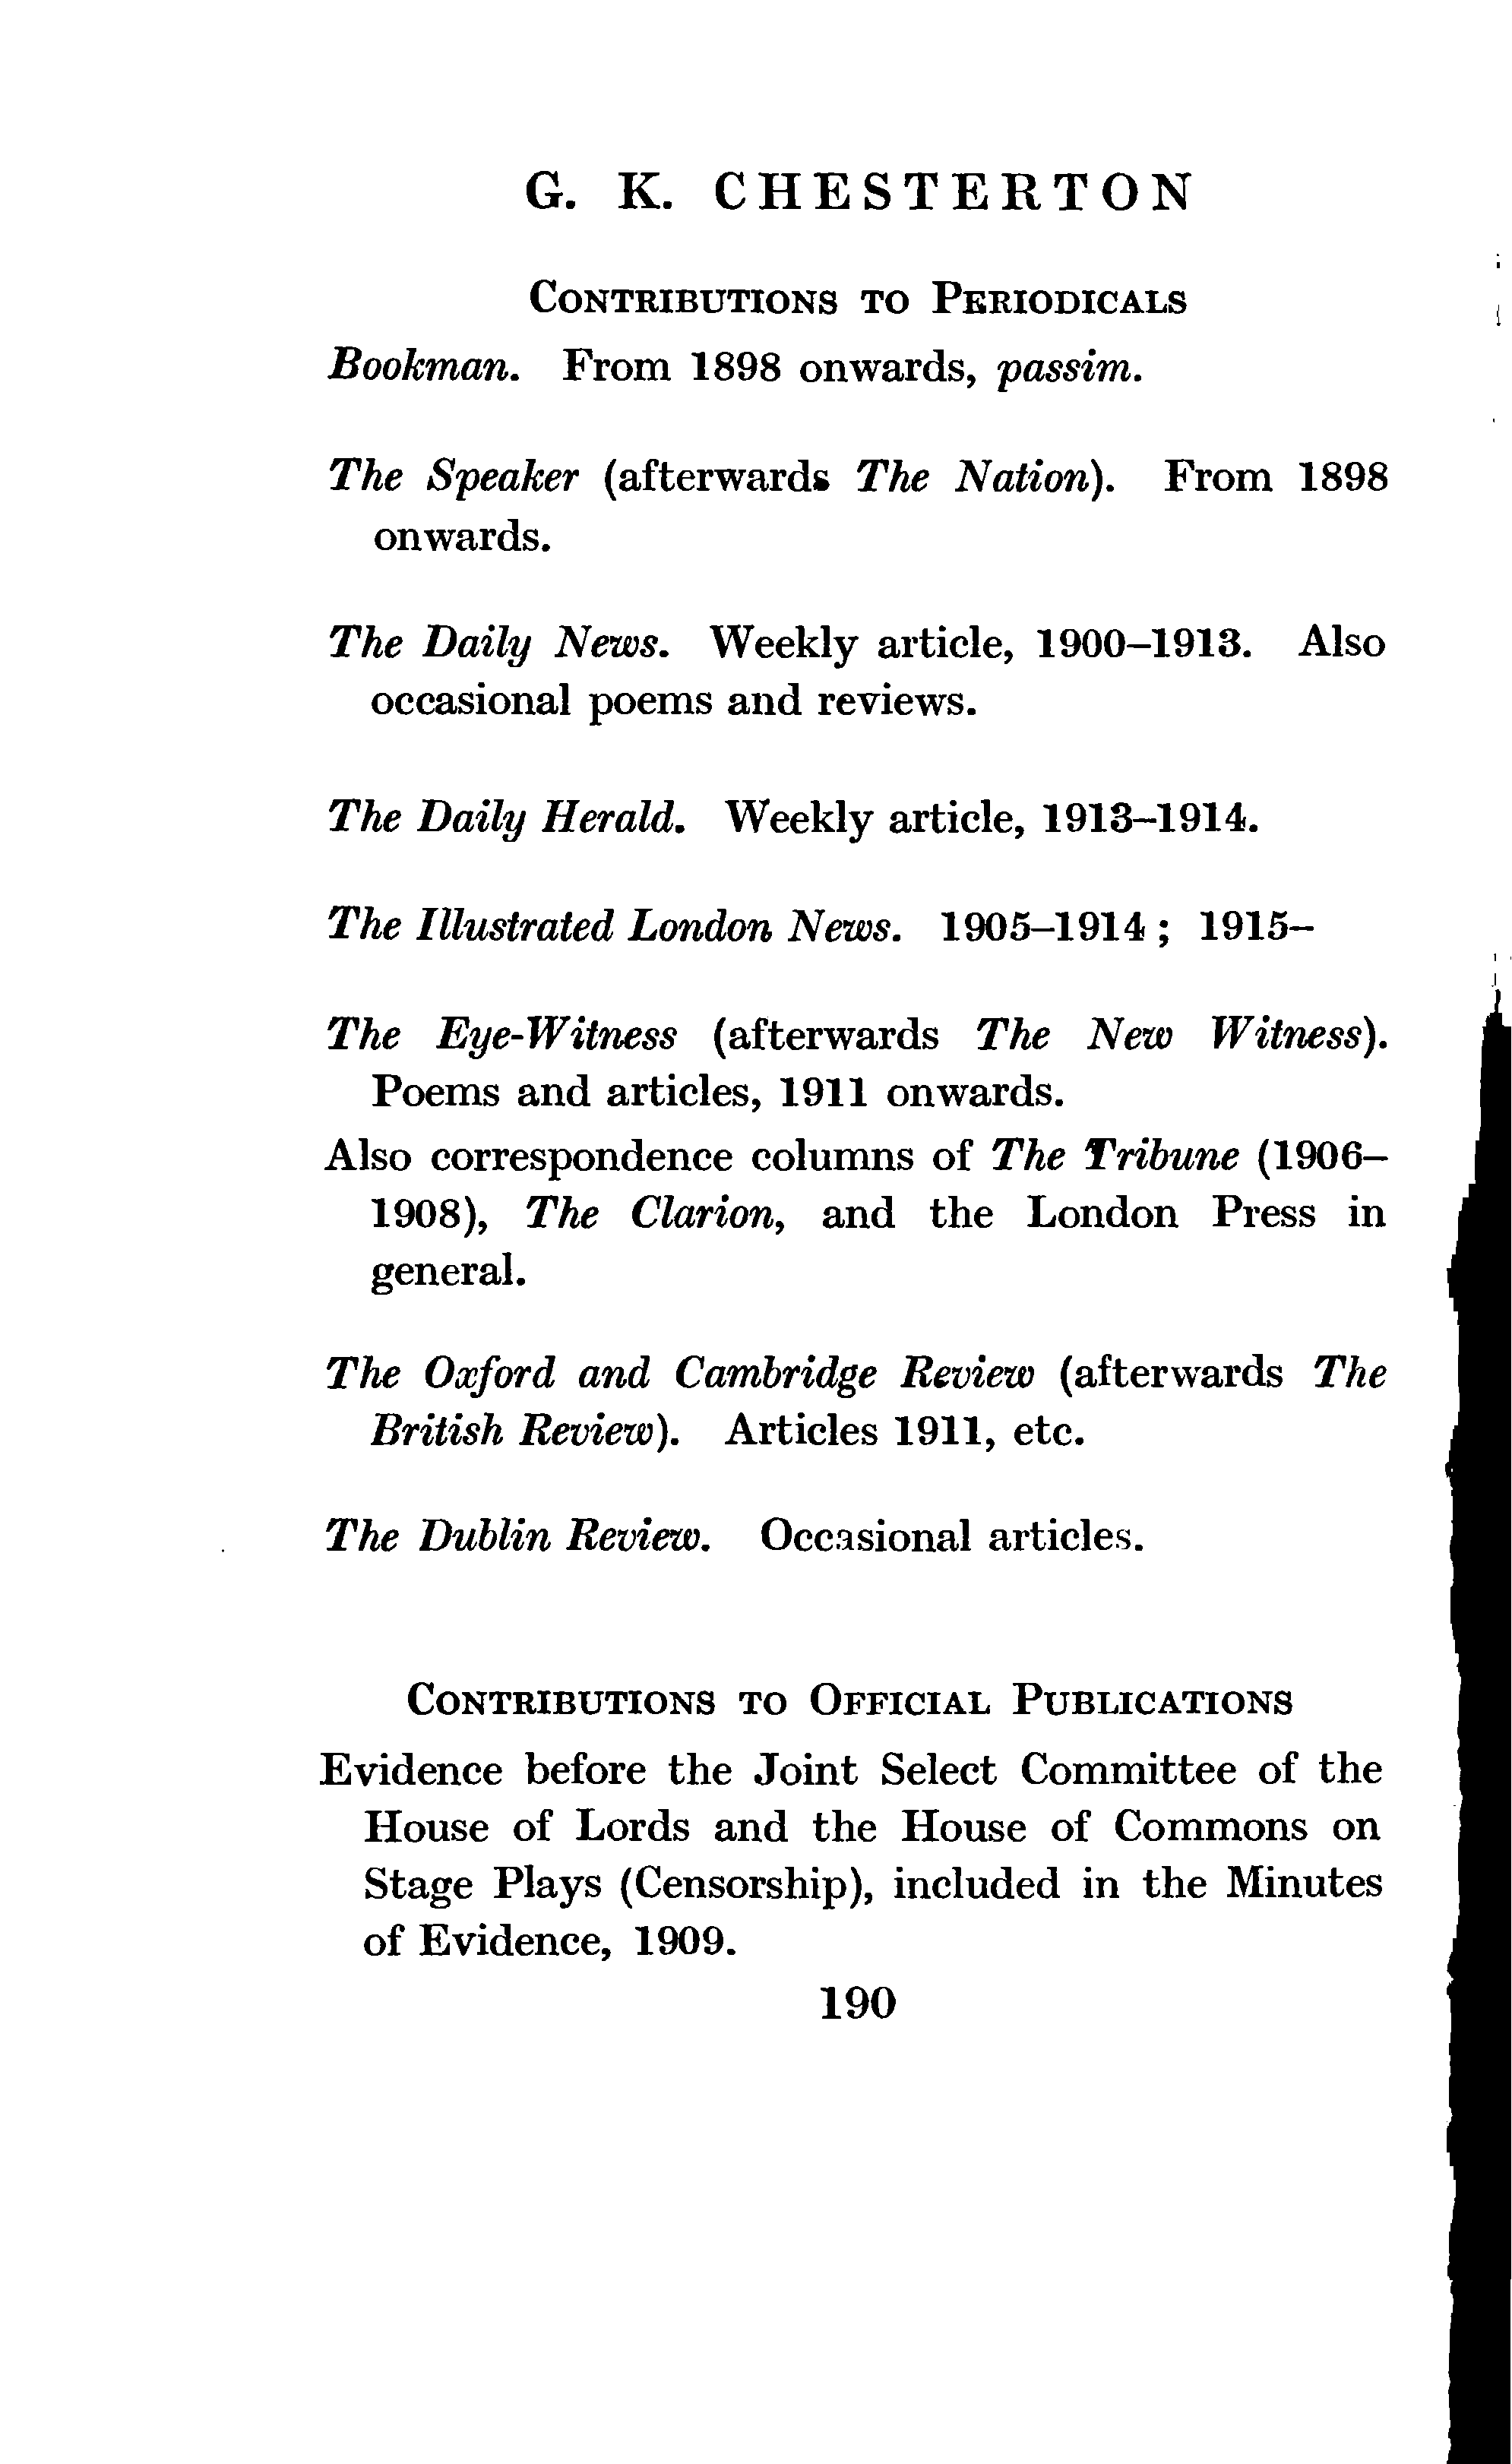 G. K. CHESTERTON
CONTRIBUTIONS TO PERIODICALS
Bookman. From 1898 onwards, passim.
The Speaker (afterwards The Nation). From 1898
onwards.
The Daily News. Weekly article, 1900–1913. Also
occasional poems and reviews.
The Daily Herald. Weekly article, 1913–1914.
The Illustrated London News. 1905–1914 ; 1915–
The Eye-Witness (afterwards The New Witness).
Poems and articles, 1911 onwards.
Also correspondence columns of The Tribune (1906–
1908), The Clarion, and the London Press in
general.
The Oxford and Cambridge Review (afterwards The
British Review). Articles 1911, etc.
The Dublin Review. Occasional articles.
CONTRIBUTIONS TO OFFICIAL PUBLICATIONS
Evidence before the Joint Select Committee of the
House of Lords and the House of Commons on
Stage Plays (Censorship), included in the Minutes
of Evidence, 1909.
190